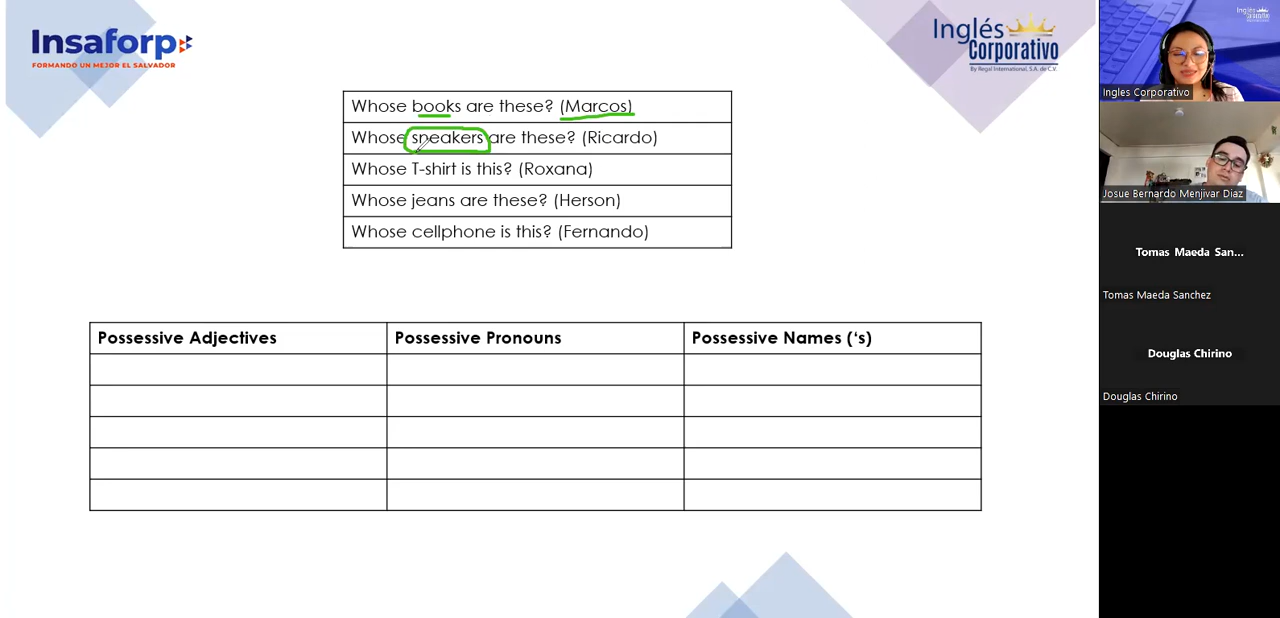 Insaforp
FORMANDO UN MEJOR EL SALVADOR
Inglés
Corporativo
By Regal International, S.A. de C.V.
Whose books are these? (Marcos)
Whose sneakers are these? (Ricardo)
Whose T-shirt is this? (Roxana)
Whose jeans are these? (Herson)
Whose cellphone is this? (Fernando)
Possessive Adjectives Possessive Pronouns Possessive Names (‘s)
Inglés
Ingles Corporativo
Josue Bernardo Menjivar Diaz
Tomas Maeda San...
Tomas Maeda Sanchez
Douglas Chirino
Douglas Chirino